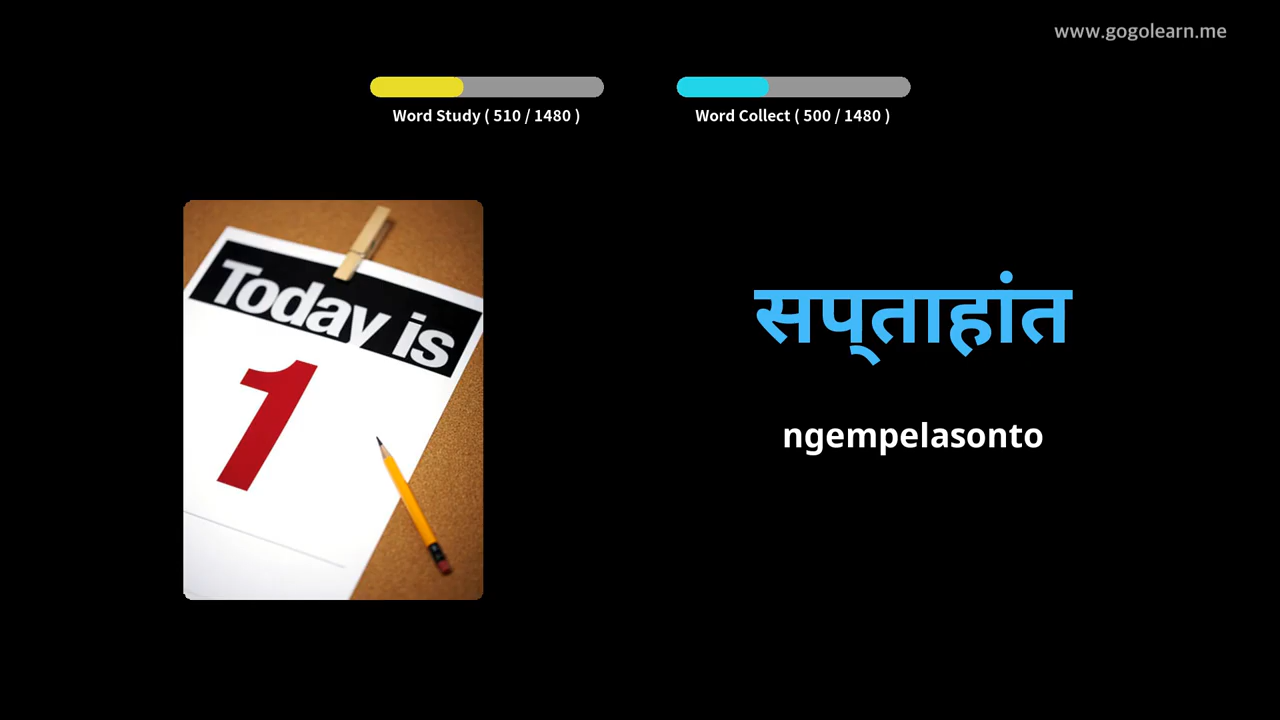 www.gogolearn.me
Word Study ( 510 / 1480 )
Word Collect ( 500 / 1480 )
Today is
1
सप्ताहांत
ngempelasonto